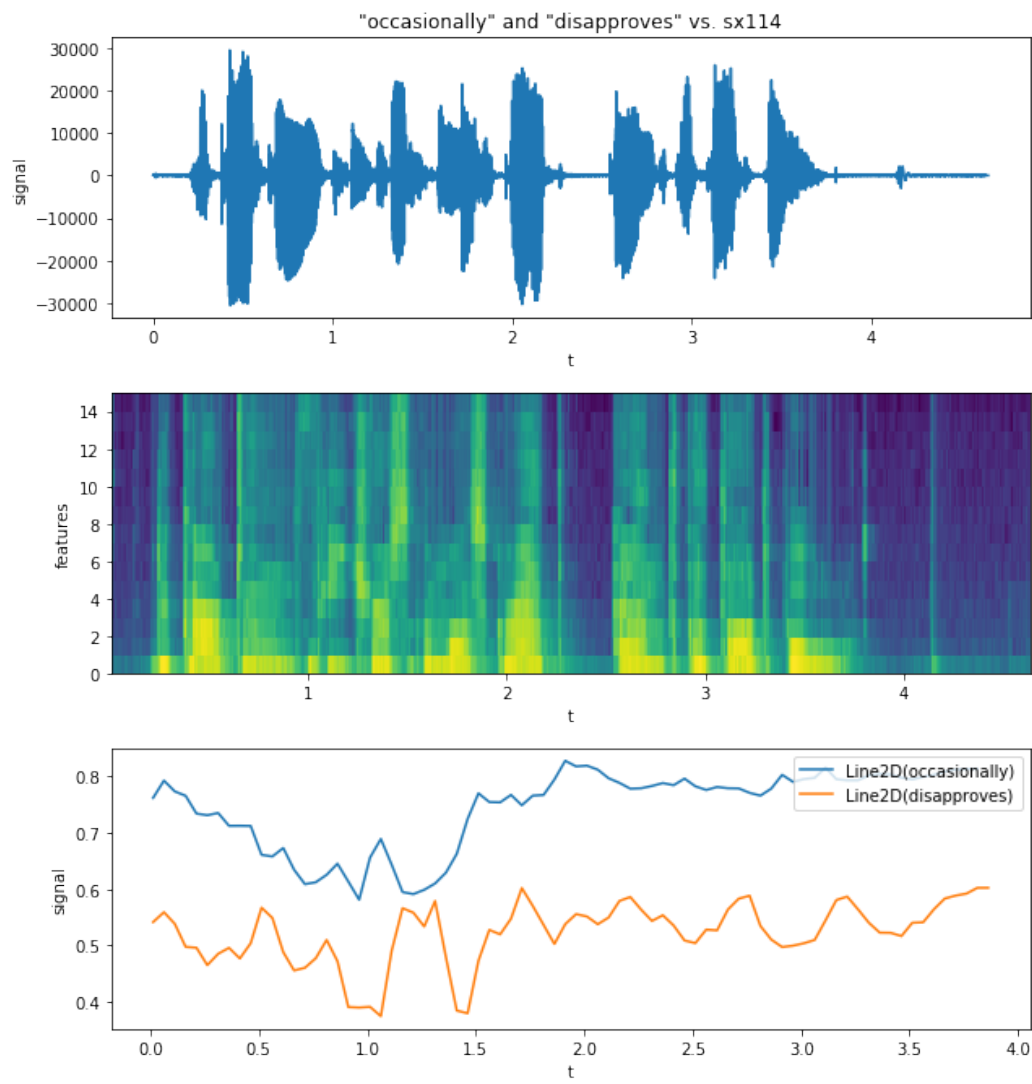 "occasionally" and "disapproves" vs. sx114
30000
20000
10000
0
−10000
−20000
−30000
signal
0 1 2 3 4
t
14
12
10
8
6
4
2
0
features
1 2 3 4
t
0.8
0.7
0.6
0.5
0.4
signal
Line2D(occasionally)
Line2D(disapproves)
0.0 0.5 1.0 1.5 2.0 2.5 3.0 3.5 4.0
t